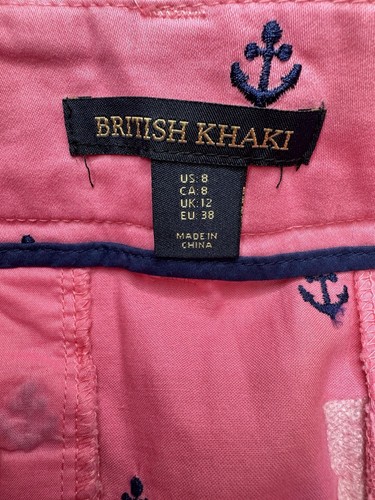 BRITISH KHAKI
US: 8
CA: 8
UK: 12
EU: 38
MADE IN
CHINA